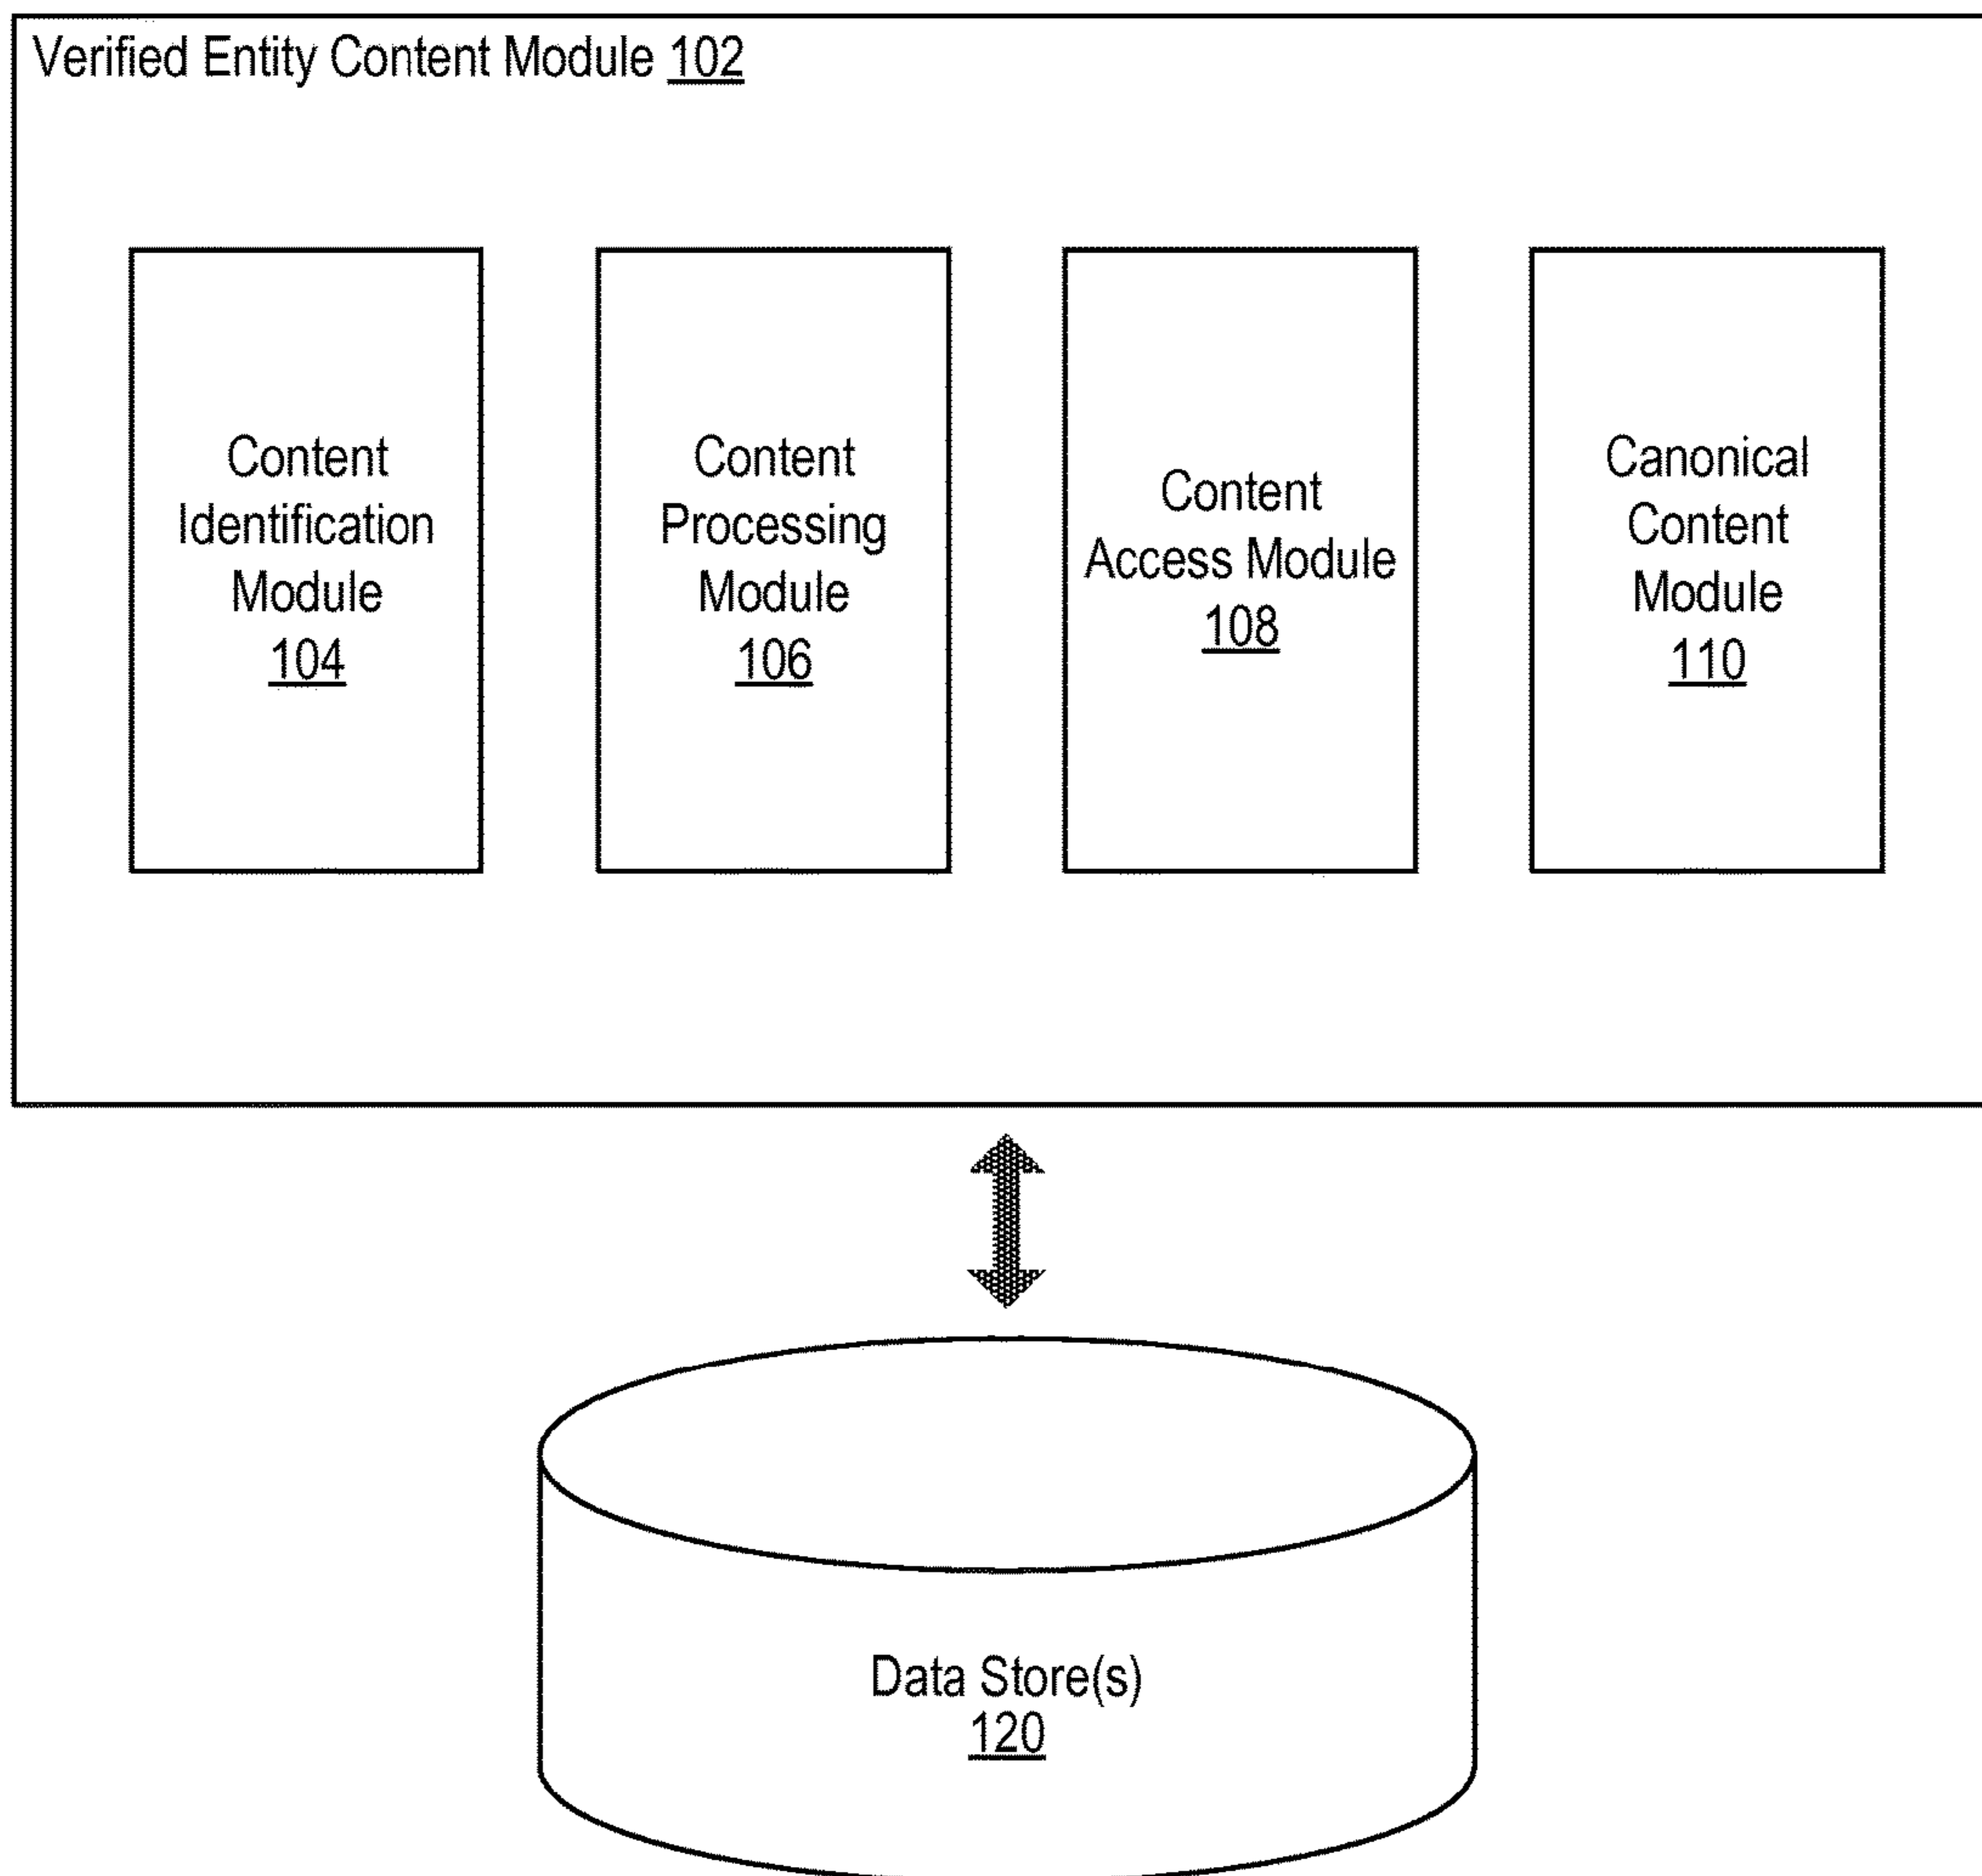 Verified Entity Content Module 102
Content
Identification
Module
104
Content
Processing
Module
106
Content
Access Module
108
Canonical
Content
Module
110
Data Store(s)
120